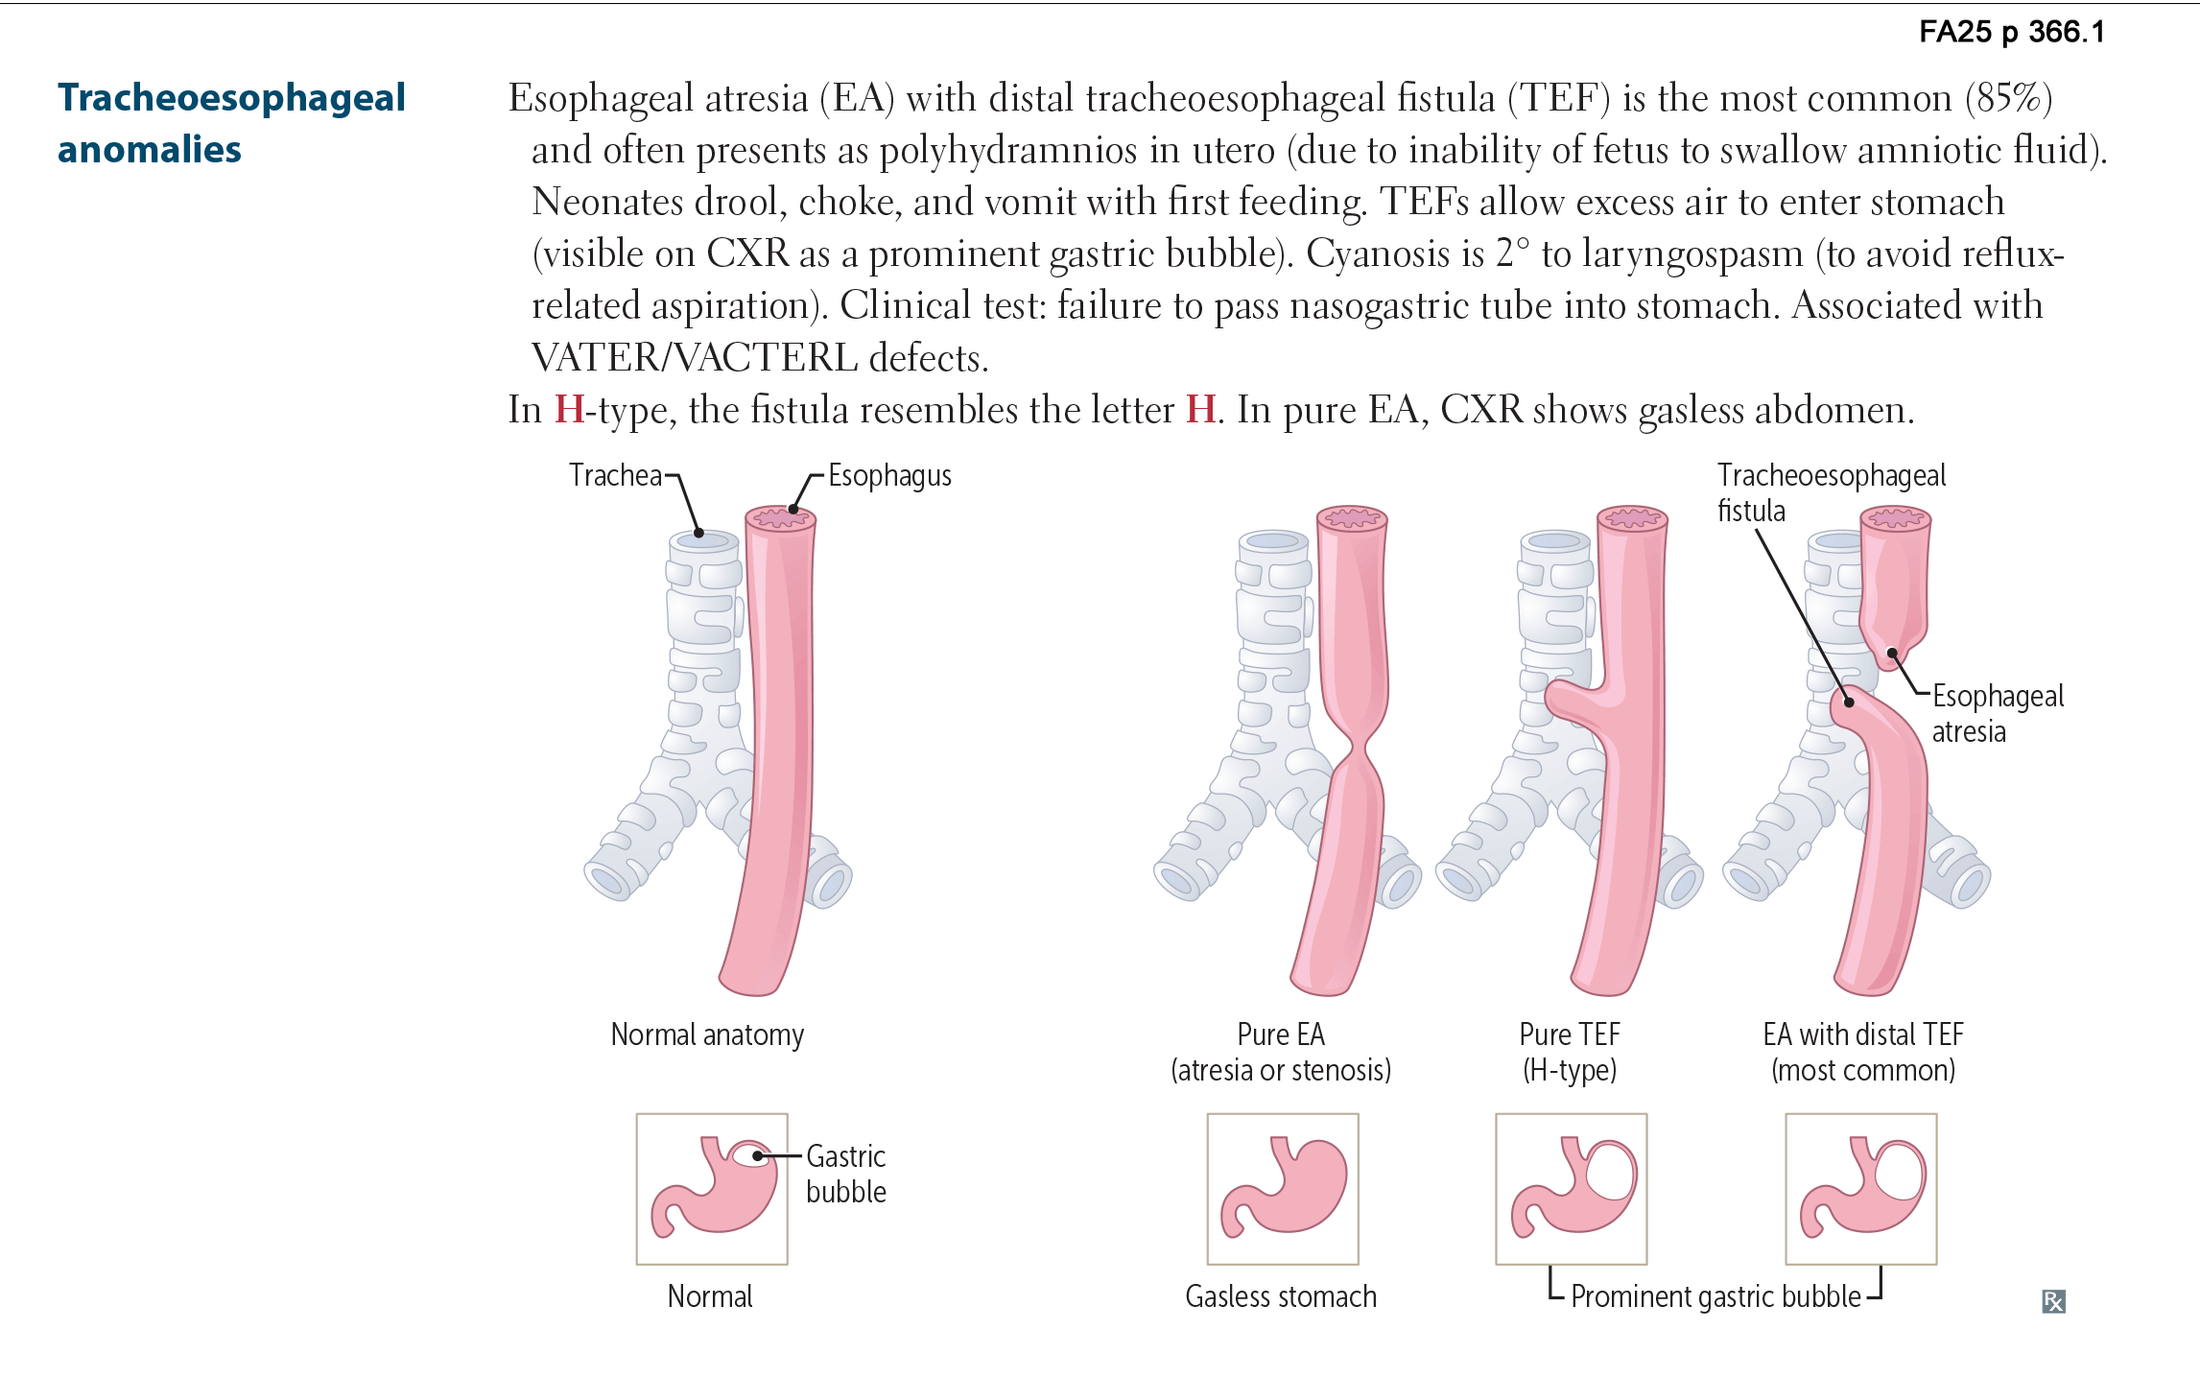 FA25 p 366.1
Tracheoesophageal
anomalies
Esophageal atresia (EA) with distal tracheoesophageal fistula (TEF) is the most common (85%)
and often presents as polyhydramnios in utero (due to inability of fetus to swallow amniotic fluid).
Neonates drool, choke, and vomit with first feeding. TEFs allow excess air to enter stomach
(visible on CXR as a prominent gastric bubble). Cyanosis is 2° to laryngospasm (to avoid reflux-
related aspiration). Clinical test: failure to pass nasogastric tube into stomach. Associated with
VATER/VACTERL defects.
In H-type, the fistula resembles the letter H. In pure EA, CXR shows gasless abdomen.
Trachea
Esophagus
Tracheoesophageal
fistula
Esophageal
atresia
Normal anatomy
Pure EA
(atresia or stenosis)
Pure TEF
(H-type)
EA with distal TEF
(most common)
Gastric
bubble
Normal
Gasless stomach
Prominent gastric bubble
Rx